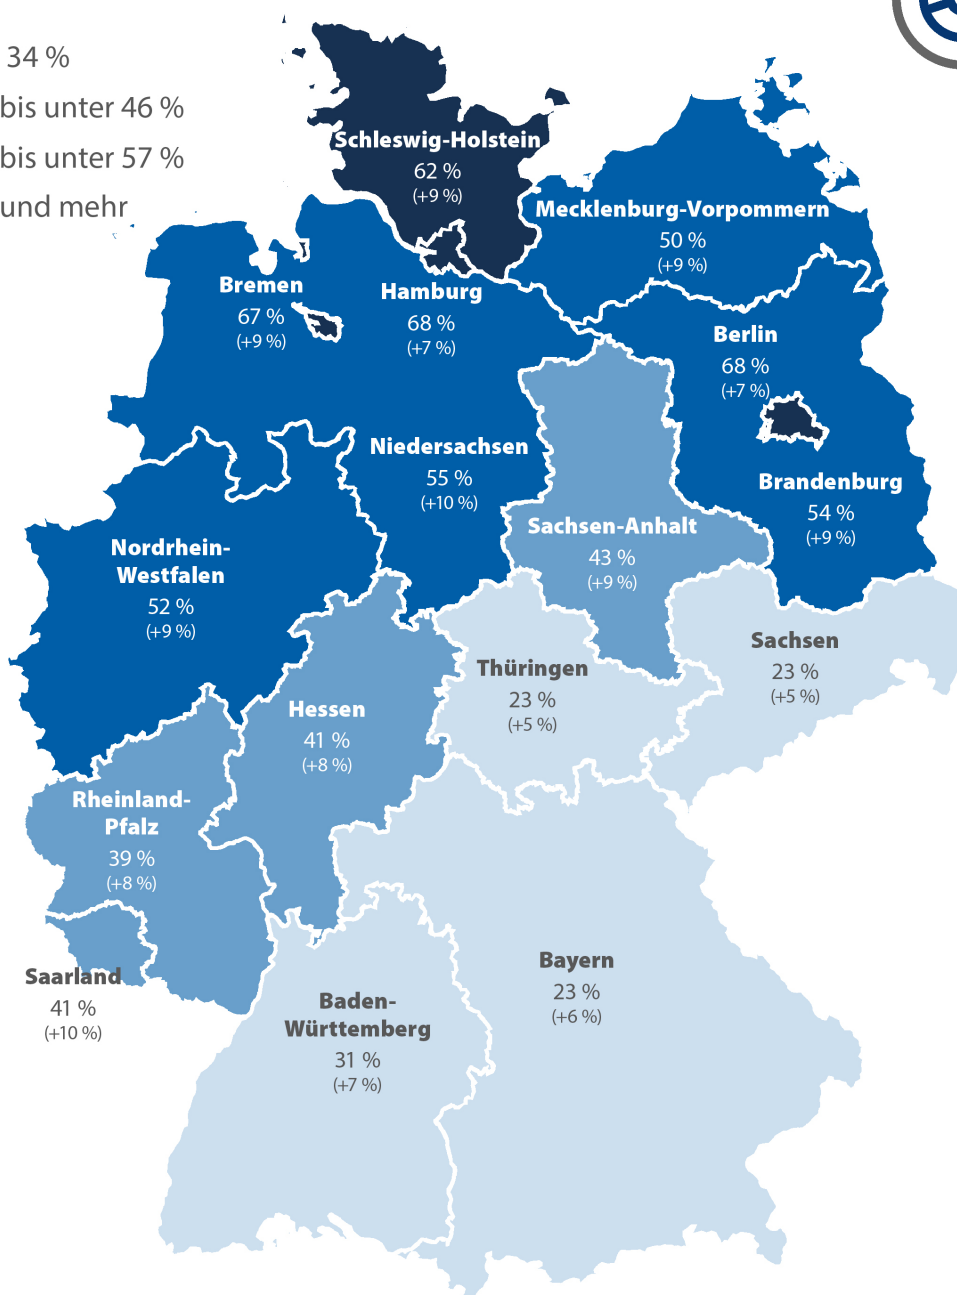 34 %
bis unter 46 %
bis unter 57 %
und mehr
Schleswig-Holstein
62 %
(+9 %)
Mecklenburg-Vorpommern
50 %
(+9 %)
Bremen
67 %
(+9 %)
Hamburg
68 %
(+7 %)
Berlin
68 %
(+7 %)
Niedersachsen
55 %
(+10 %)
Brandenburg
54 %
(+9 %)
Sachsen-Anhalt
43 %
(+9 %)
Nordrhein-
Westfalen
52 %
(+9 %)
Sachsen
23 %
(+5 %)
Thüringen
23 %
(+5 %)
Hessen
41 %
(+8 %)
Rheinland-
Pfalz
39 %
(+8 %)
Saarland
41 %
(+10 %)
Bayern
23 %
(+6 %)
Baden-
Württemberg
31 %
(+7 %)